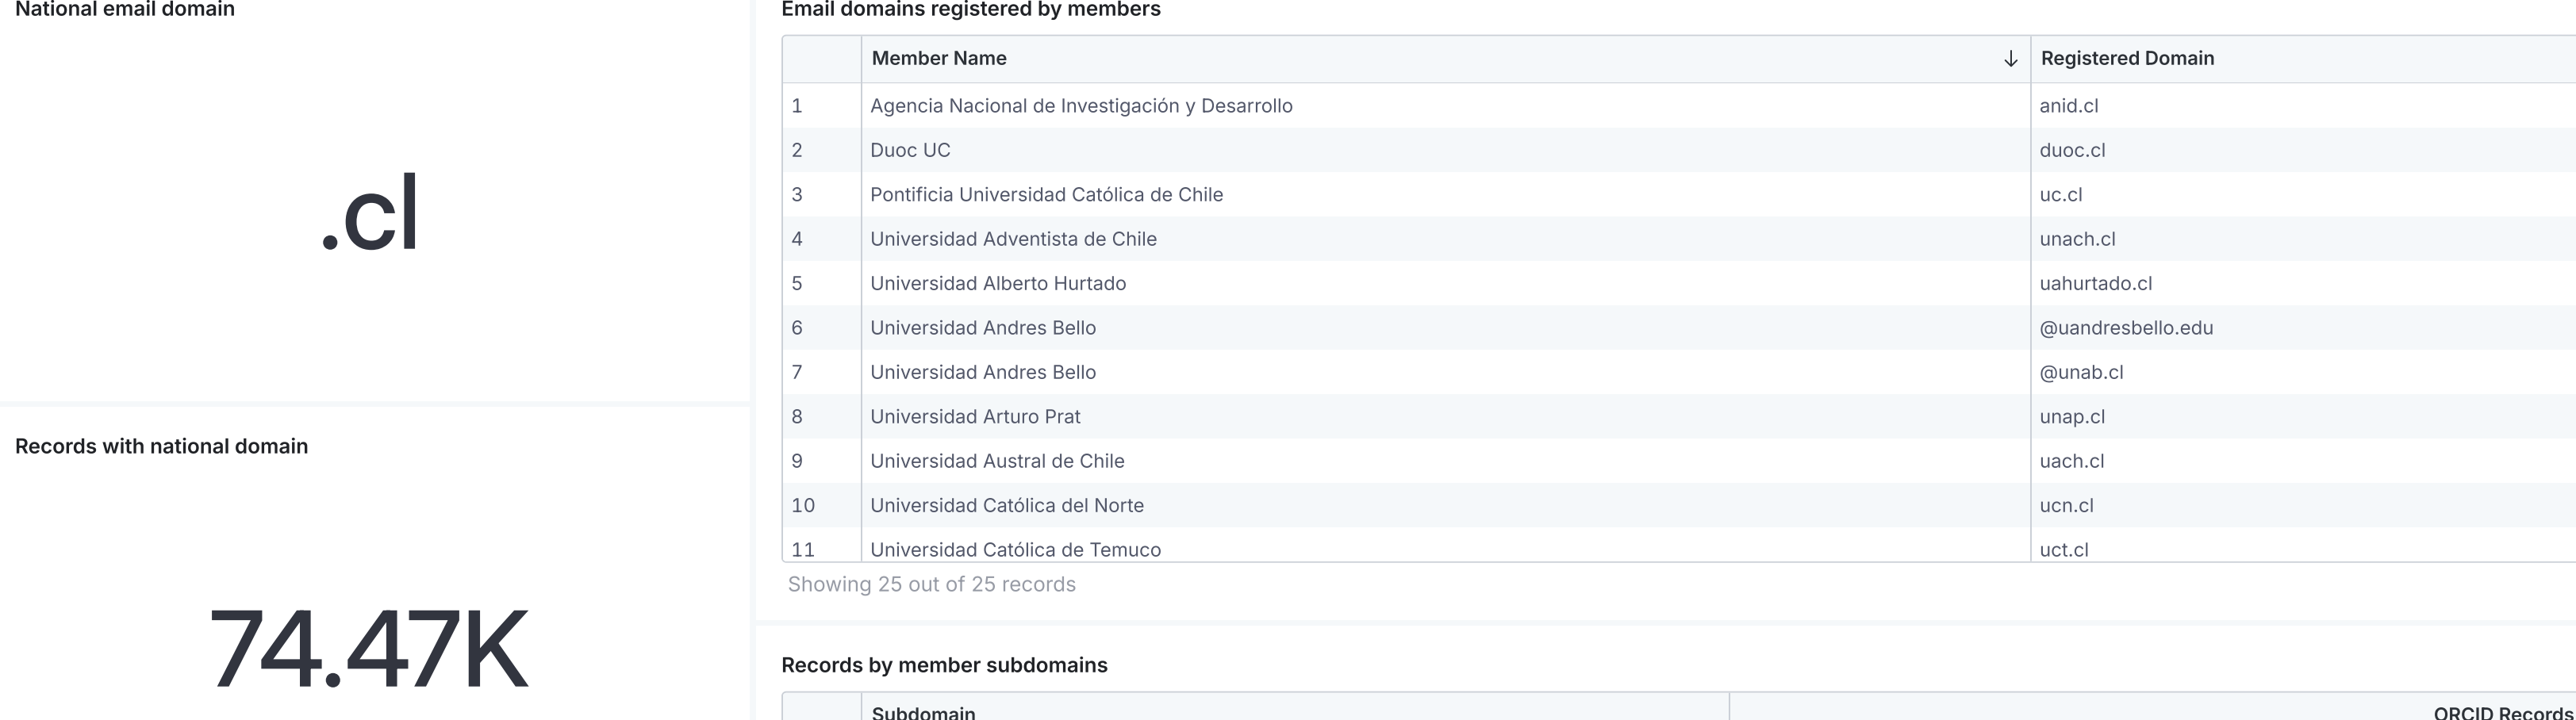 National email domain
.cl
Records with national domain
74.47K
Email domains registered by members
Member Name ↓ Registered Domain
1 Agencia Nacional de Investigación y Desarrollo anid.cl
2 Duoc UC duoc.cl
3 Pontificia Universidad Católica de Chile uc.cl
4 Universidad Adventista de Chile unach.cl
5 Universidad Alberto Hurtado uahurtado.cl
6 Universidad Andres Bello @uandresbello.edu
7 Universidad Andres Bello @unab.cl
8 Universidad Arturo Prat unap.cl
9 Universidad Austral de Chile uach.cl
10 Universidad Católica del Norte ucn.cl
11 Universidad Católica de Temuco uct.cl
Showing 25 out of 25 records
Records by member subdomains
Subdomain ORCID Records